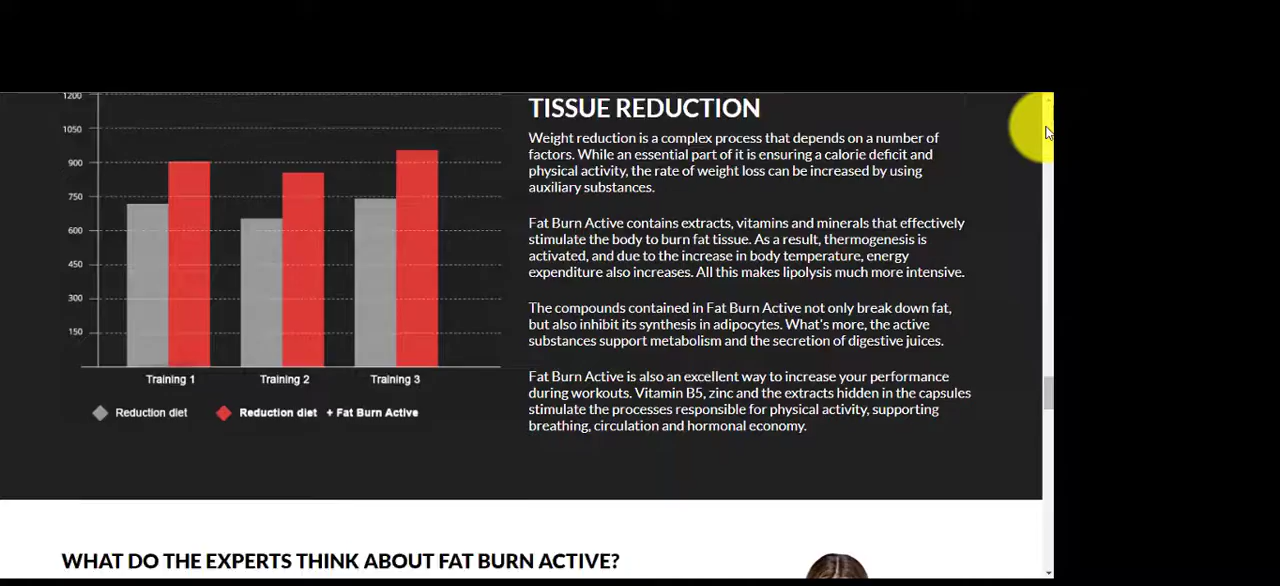 1200
1050
900
750
600
450
300
150
Training 1 Training 2 Training 3
Reduction diet Reduction diet + Fat Burn Active
TISSUE REDUCTION
Weight reduction is a complex process that depends on a number of
factors. While an essential part of it is ensuring a calorie deficit and
physical activity, the rate of weight loss can be increased by using
auxiliary substances.
Fat Burn Active contains extracts, vitamins and minerals that effectively
stimulate the body to burn fat tissue. As a result, thermogenesis is
activated, and due to the increase in body temperature, energy
expenditure also increases. All this makes lipolysis much more intensive.
The compounds contained in Fat Burn Active not only break down fat,
but also inhibit its synthesis in adipocytes. What's more, the active
substances support metabolism and the secretion of digestive juices.
Fat Burn Active is also an excellent way to increase your performance
during workouts. Vitamin B5, zinc and the extracts hidden in the capsules
stimulate the processes responsible for physical activity, supporting
breathing, circulation and hormonal economy.
WHAT DO THE EXPERTS THINK ABOUT FAT BURN ACTIVE?